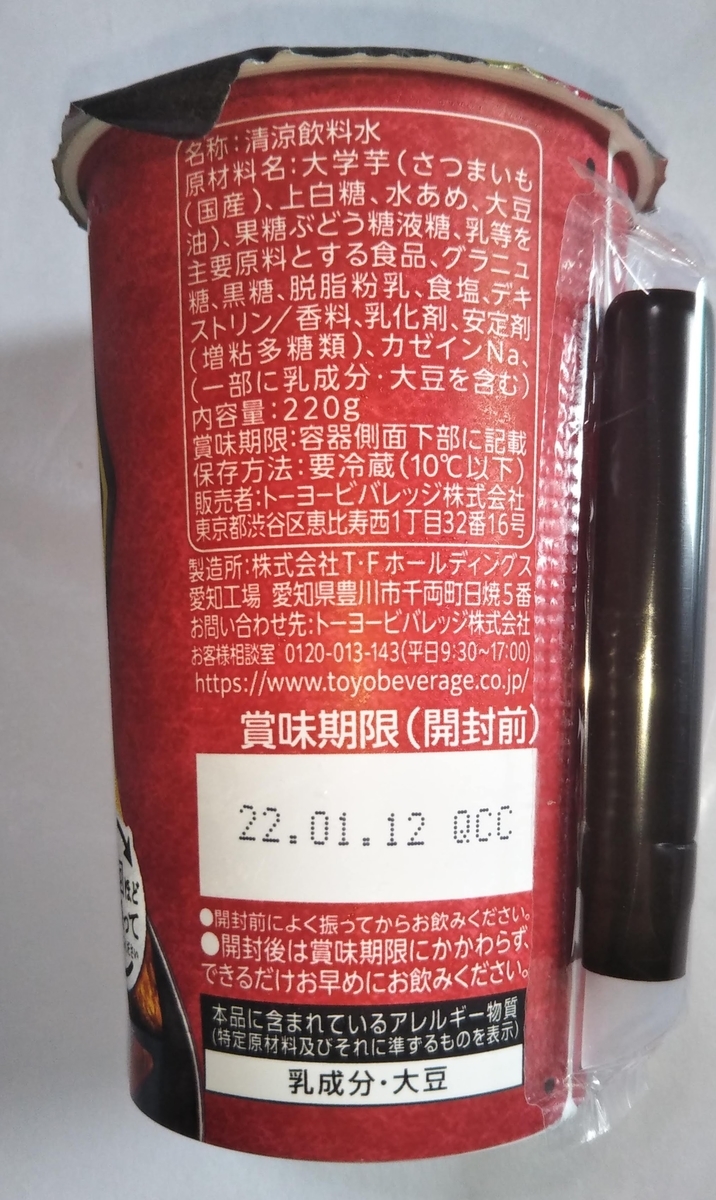 名称:清涼飲料水
原材料名:大学芋(さつまいも
(国産)、上白糖、水あめ、大豆
油)、果糖ぶどう糖液糖、乳等を
主要原料とする食品、グラニュ
糖、黒糖、脱脂粉乳、食塩、デキ
ストリン/香料、乳化剤、安定剤
(増粘多糖類)、カゼインNa、
(一部に乳成分・大豆を含む)
内容量:220g
賞味期限:容器側面下部に記載
保存方法:要冷蔵(10℃以下)
販売者:トーヨービバレッジ株式会社
東京都渋谷区恵比寿西1丁目32番16号
製造所:株式会社T・Fホールディングス
愛知工場 愛知県豊川市千両町日焼5番
お問い合わせ先:トーヨービバレッジ株式会社
お客様相談室 0120-013-143(平日9:30~17:00)
https://www.toyobeverage.co.jp/
賞味期限(開封前)
22.01.12 QCC
●開封前によく振ってからお飲みください。
●開封後は賞味期限にかかわらず、
できるだけお早めにお飲みください。
本品に含まれているアレルギー物質
(特定原材料及びそれに準ずるものを表示)
乳成分・大豆
回ほど
って